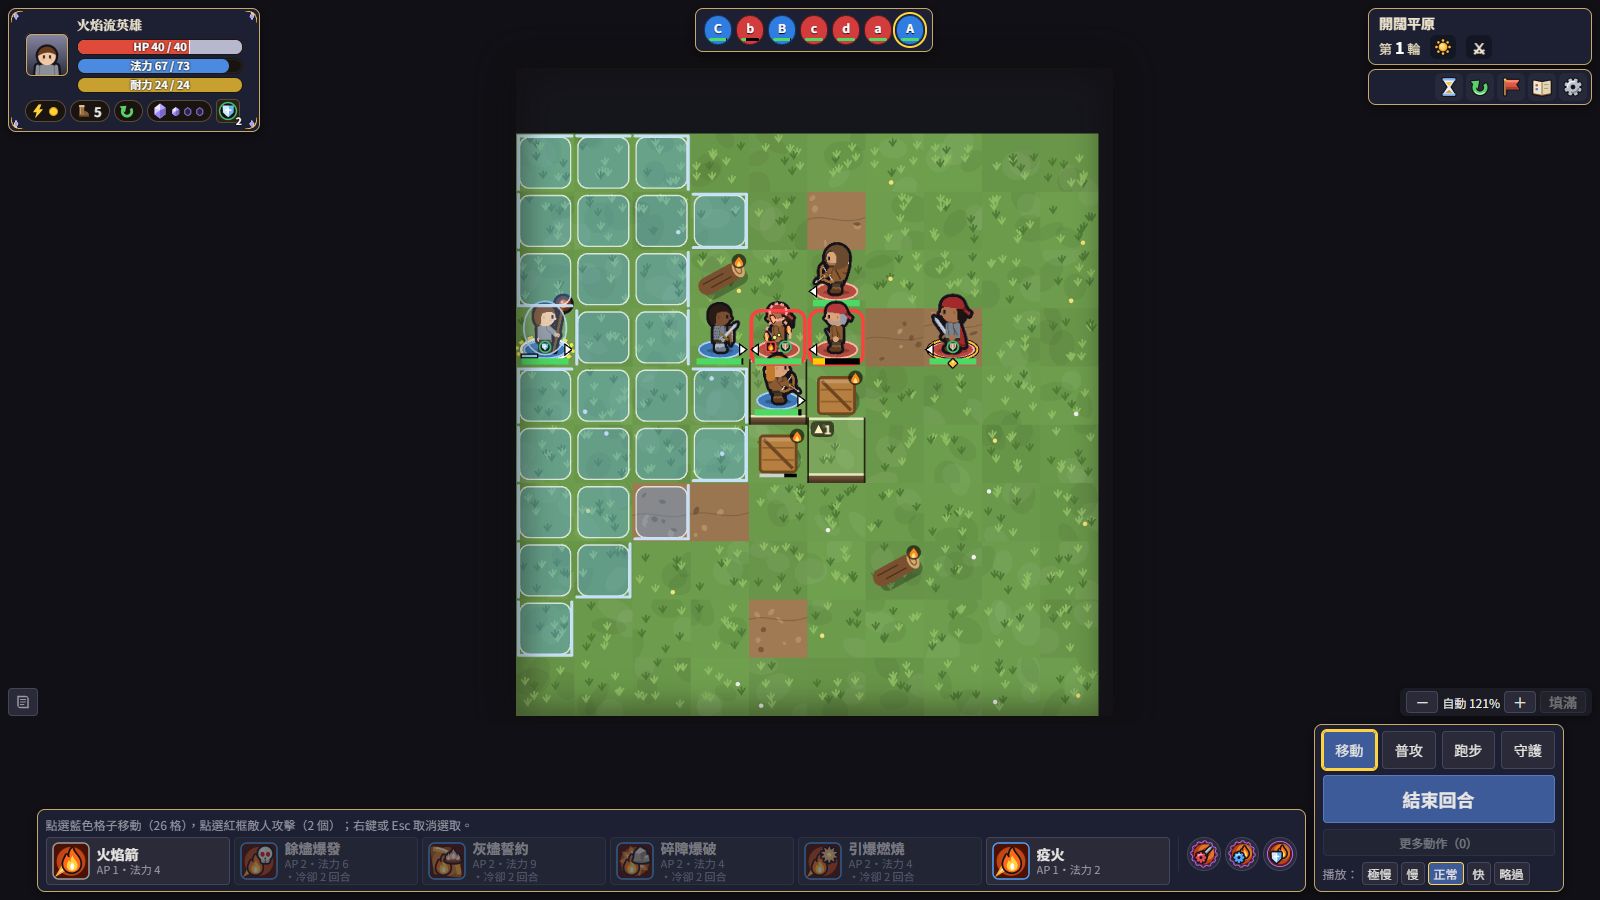 火焰流英雄
HP 40 / 40
法力 67 / 73
耐力 24 / 24
5
2
C b B c d a A
開闊平原
第 1 輪
▲1
自動 121%
填滿
移動 普攻 跑步 守護
結束回合
更多動作（0）
播放： 極慢 慢 正常 快 略過
點選藍色格子移動（26 格），點選紅框敵人攻擊（2 個）；右鍵或 Esc 取消選取。
火焰箭
AP 1・法力 4
餘燼爆發
AP 2・法力 6
・冷卻 2 回合
灰燼誓約
AP 2・法力 9
・冷卻 2 回合
碎障爆破
AP 2・法力 4
・冷卻 2 回合
引爆燃燒
AP 2・法力 4
・冷卻 2 回合
疫火
AP 1・法力 2